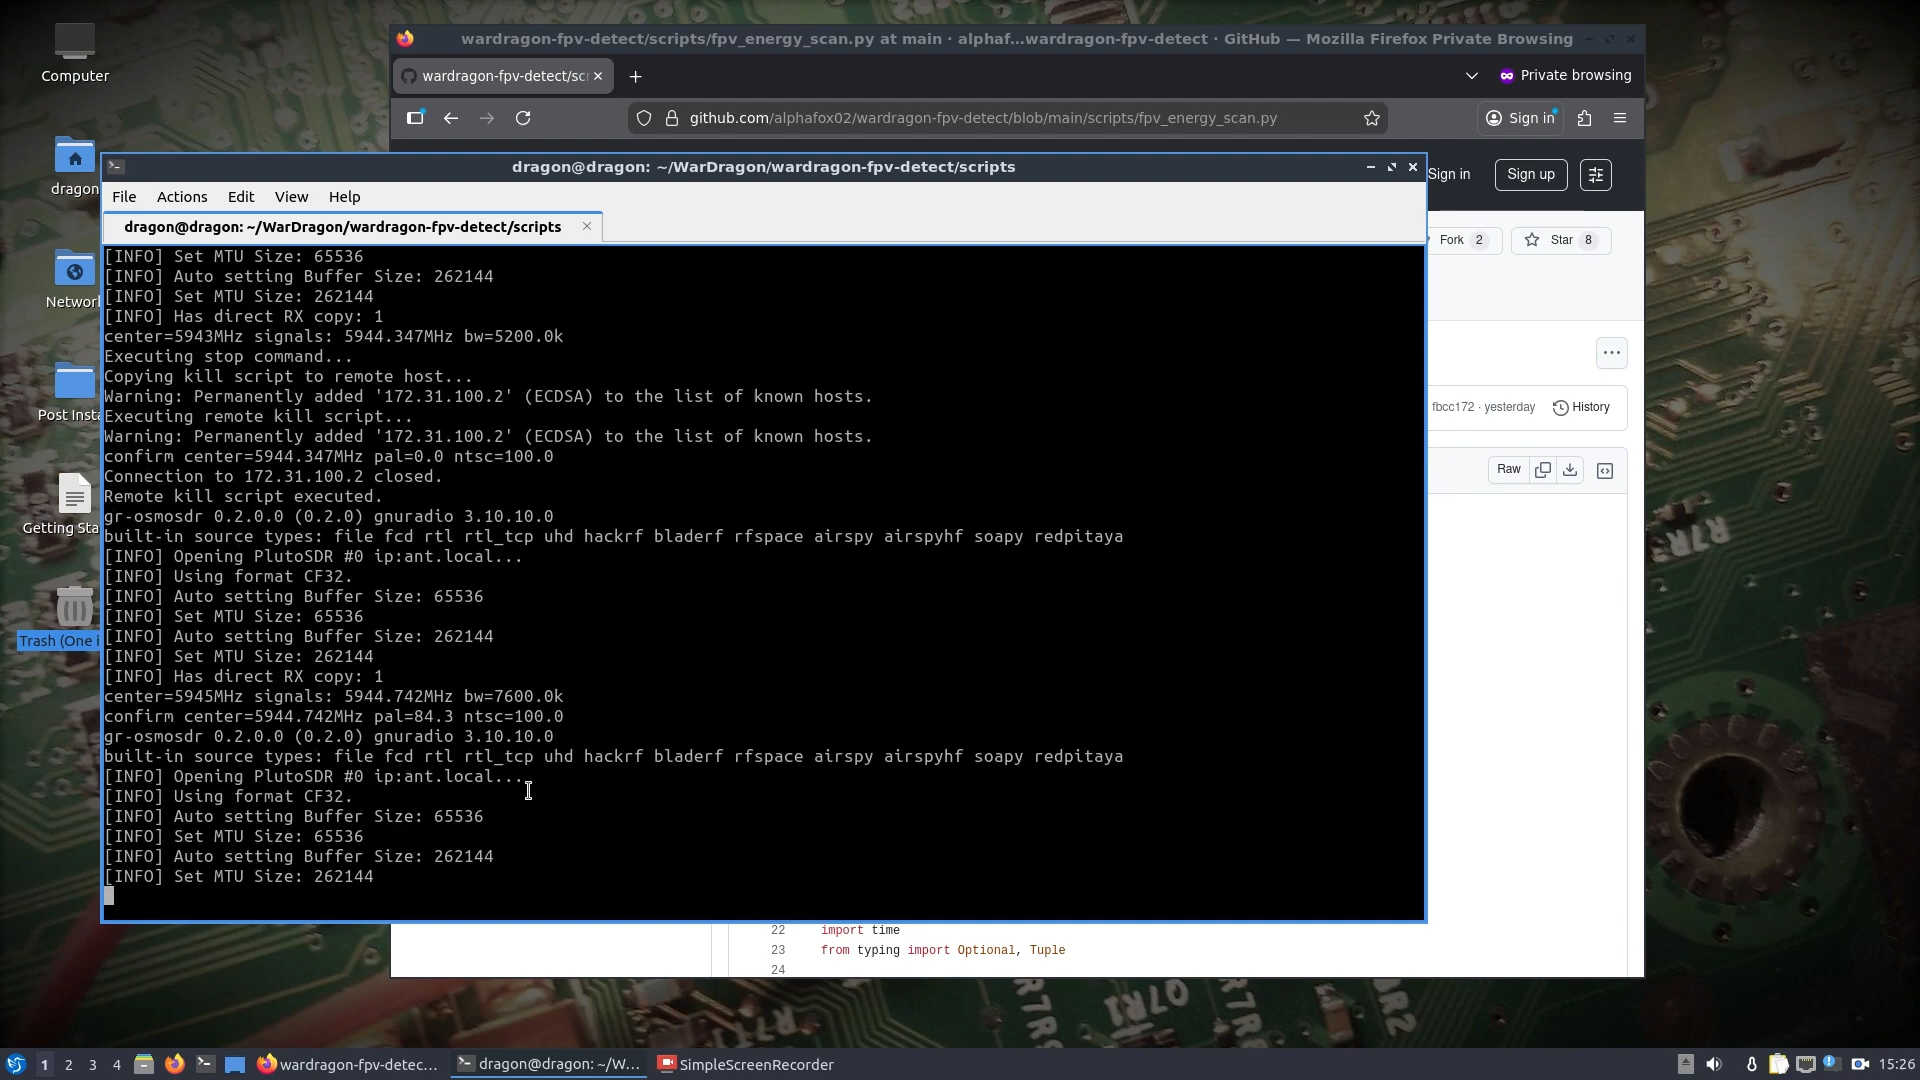 Computer
dragon
Networ
Post Insta
Getting Sta
Trash (One i
wardragon-fpv-detect/scripts/fpv_energy_scan.py at main · alphaf…wardragon-fpv-detect · GitHub — Mozilla Firefox Private Browsing
wardragon-fpv-detect/sc
Private browsing
github.com/alphafox02/wardragon-fpv-detect/blob/main/scripts/fpv_energy_scan.py
Sign in
Sign in
Sign up
Fork 2
Star 8
fbcc172 · yesterday
History
Raw
dragon@dragon: ~/WarDragon/wardragon-fpv-detect/scripts
File Actions Edit View Help
dragon@dragon: ~/WarDragon/wardragon-fpv-detect/scripts
[INFO] Set MTU Size: 65536
[INFO] Auto setting Buffer Size: 262144
[INFO] Set MTU Size: 262144
[INFO] Has direct RX copy: 1
center=5943MHz signals: 5944.347MHz bw=5200.0k
Executing stop command...
Copying kill script to remote host...
Warning: Permanently added '172.31.100.2' (ECDSA) to the list of known hosts.
Executing remote kill script...
Warning: Permanently added '172.31.100.2' (ECDSA) to the list of known hosts.
confirm center=5944.347MHz pal=0.0 ntsc=100.0
Connection to 172.31.100.2 closed.
Remote kill script executed.
gr-osmosdr 0.2.0.0 (0.2.0) gnuradio 3.10.10.0
built-in source types: file fcd rtl rtl_tcp uhd hackrf bladerf rfspace airspy airspyhf soapy redpitaya
[INFO] Opening PlutoSDR #0 ip:ant.local...
[INFO] Using format CF32.
[INFO] Auto setting Buffer Size: 65536
[INFO] Set MTU Size: 65536
[INFO] Auto setting Buffer Size: 262144
[INFO] Set MTU Size: 262144
[INFO] Has direct RX copy: 1
center=5945MHz signals: 5944.742MHz bw=7600.0k
confirm center=5944.742MHz pal=84.3 ntsc=100.0
gr-osmosdr 0.2.0.0 (0.2.0) gnuradio 3.10.10.0
built-in source types: file fcd rtl rtl_tcp uhd hackrf bladerf rfspace airspy airspyhf soapy redpitaya
[INFO] Opening PlutoSDR #0 ip:ant.local...
[INFO] Using format CF32.
[INFO] Auto setting Buffer Size: 65536
[INFO] Set MTU Size: 65536
[INFO] Auto setting Buffer Size: 262144
[INFO] Set MTU Size: 262144
22 import time
23 from typing import Optional, Tuple
24
1 2 3 4
wardragon-fpv-detec...
dragon@dragon: ~/W...
SimpleScreenRecorder
15:26